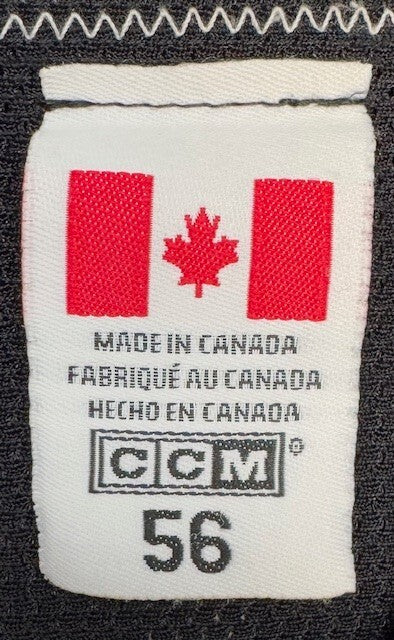 MADE IN CANADA
FABRIQUÉ AU CANADA
HECHO EN CANADA
CCM®
56